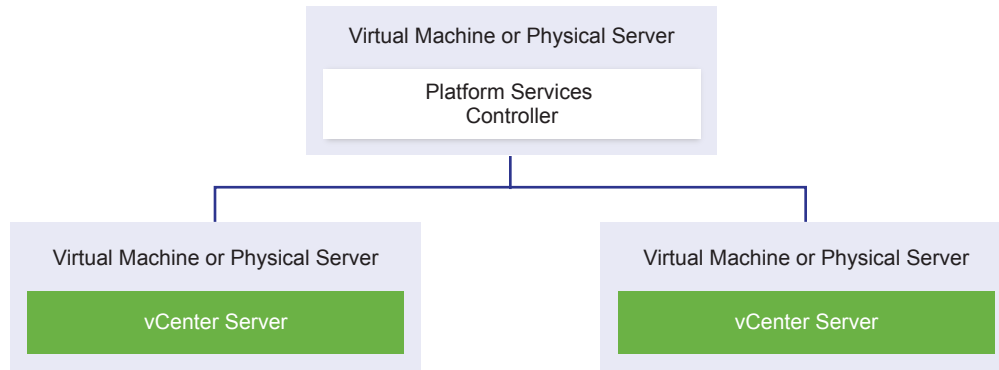 Virtual Machine or Physical Server
Platform Services
Controller
Virtual Machine or Physical Server
vCenter Server
Virtual Machine or Physical Server
vCenter Server